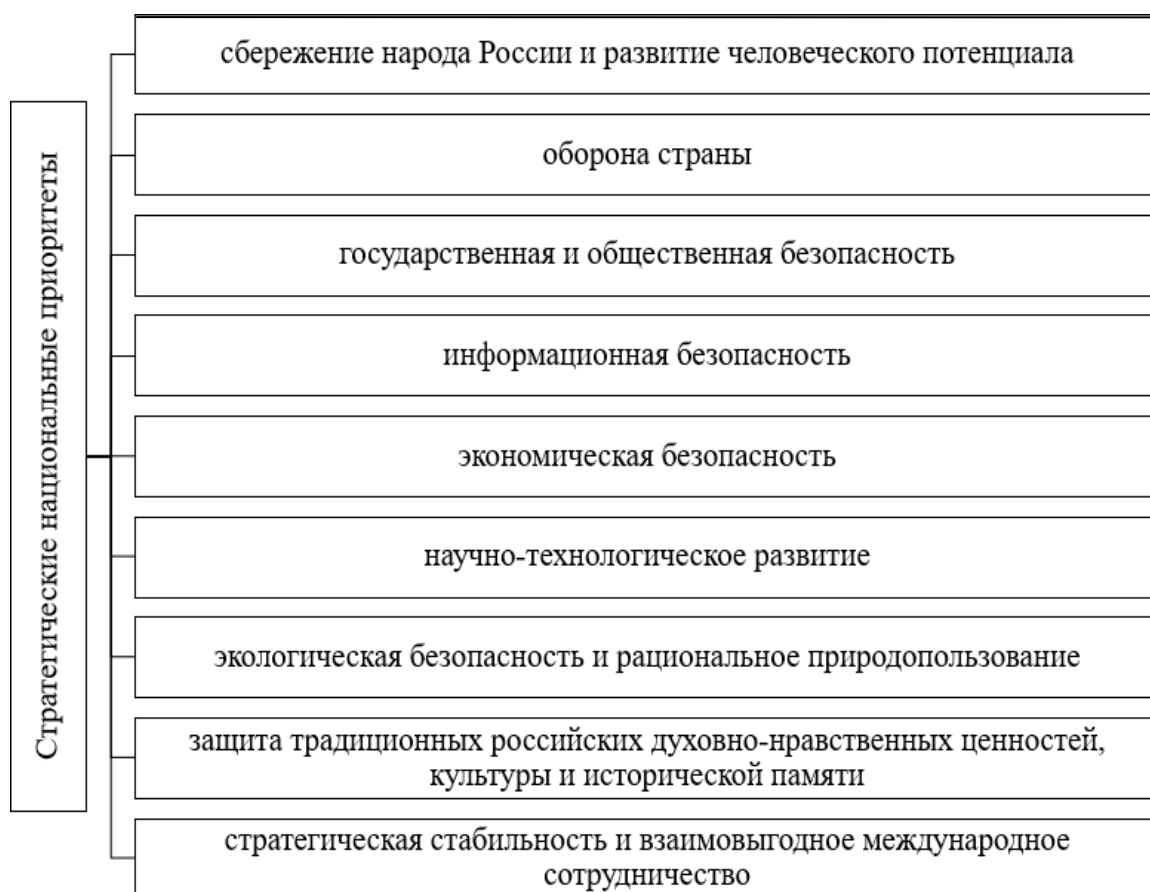 Стратегические национальные приоритеты
сбережение народа России и развитие человеческого потенциала
оборона страны
государственная и общественная безопасность
информационная безопасность
экономическая безопасность
научно-технологическое развитие
экологическая безопасность и рациональное природопользование
защита традиционных российских духовно-нравственных ценностей,
культуры и исторической памяти
стратегическая стабильность и взаимовыгодное международное
сотрудничество